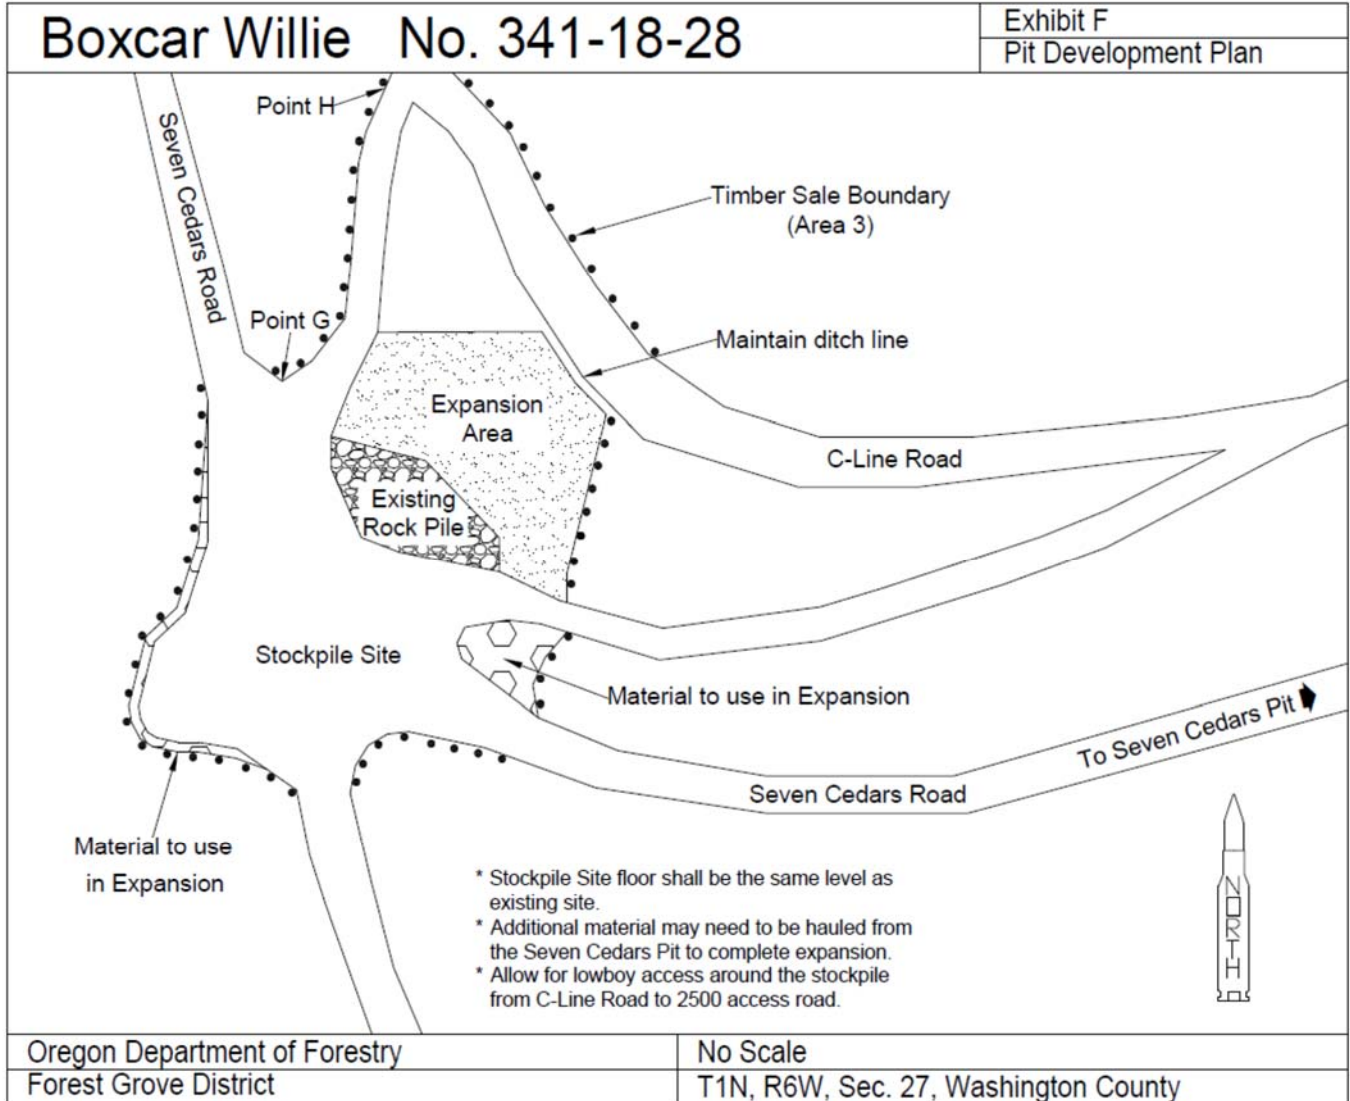 Boxcar Willie No. 341-18-28
Exhibit F
Pit Development Plan
Point H
Seven Cedars Road
Timber Sale Boundary
(Area 3)
Point G
Maintain ditch line
Expansion
Area
C-Line Road
Existing
Rock Pile
Stockpile Site
Material to use in Expansion
To Seven Cedars Pit
Seven Cedars Road
Material to use
in Expansion
* Stockpile Site floor shall be the same level as
existing site.
* Additional material may need to be hauled from
the Seven Cedars Pit to complete expansion.
* Allow for lowboy access around the stockpile
from C-Line Road to 2500 access road.
NORTH
Oregon Department of Forestry
No Scale
Forest Grove District
T1N, R6W, Sec. 27, Washington County